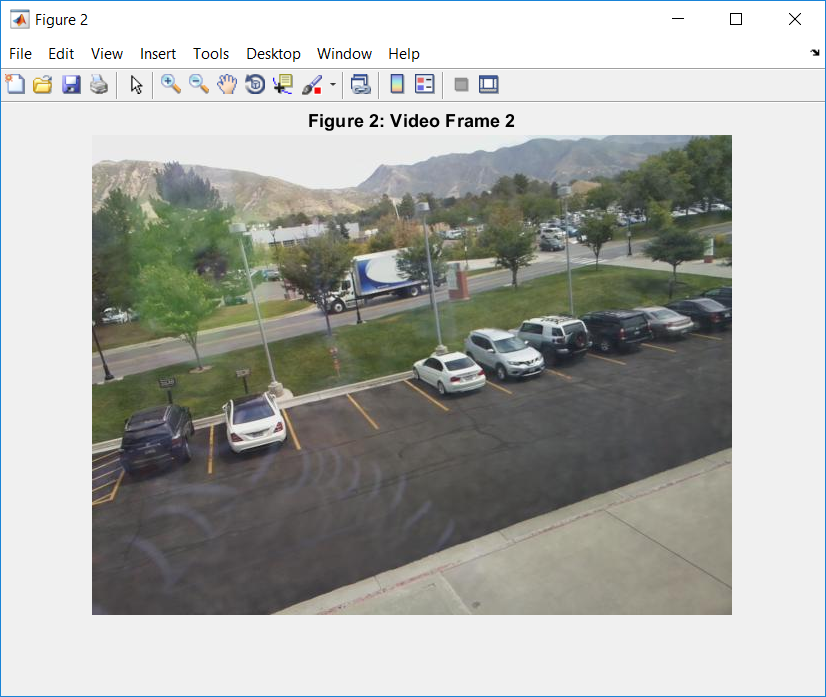 Figure 2
File Edit View Insert Tools Desktop Window Help
Figure 2: Video Frame 2